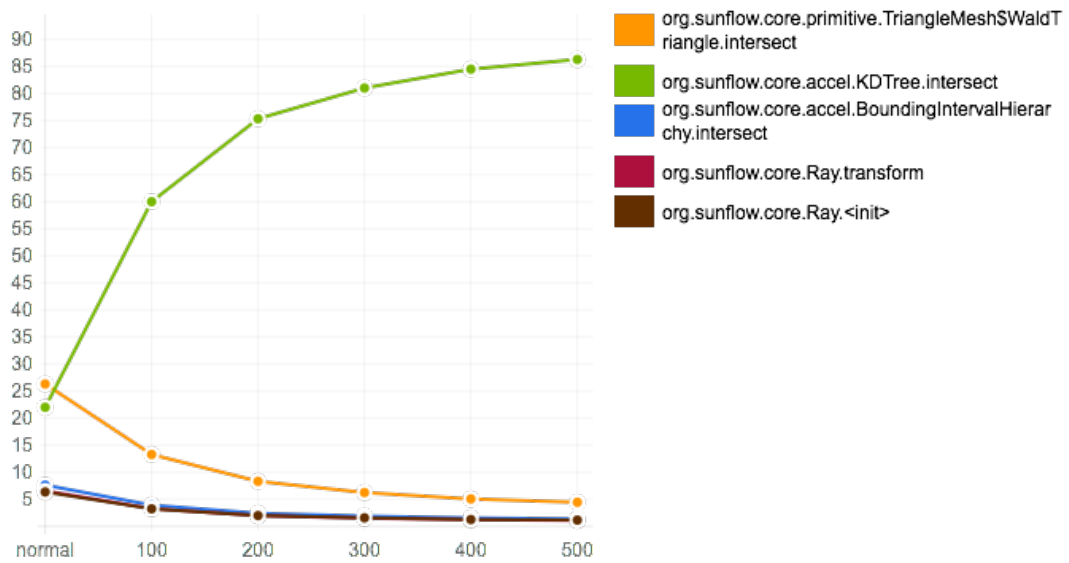 90
85
80
75
70
65
60
55
50
45
40
35
30
25
20
15
10
5
normal 100 200 300 400 500
org.sunflow.core.primitive.TriangleMesh$WaldT
riangle.intersect
org.sunflow.core.accel.KDTree.intersect
org.sunflow.core.accel.BoundingIntervalHierar
chy.intersect
org.sunflow.core.Ray.transform
org.sunflow.core.Ray.<init>